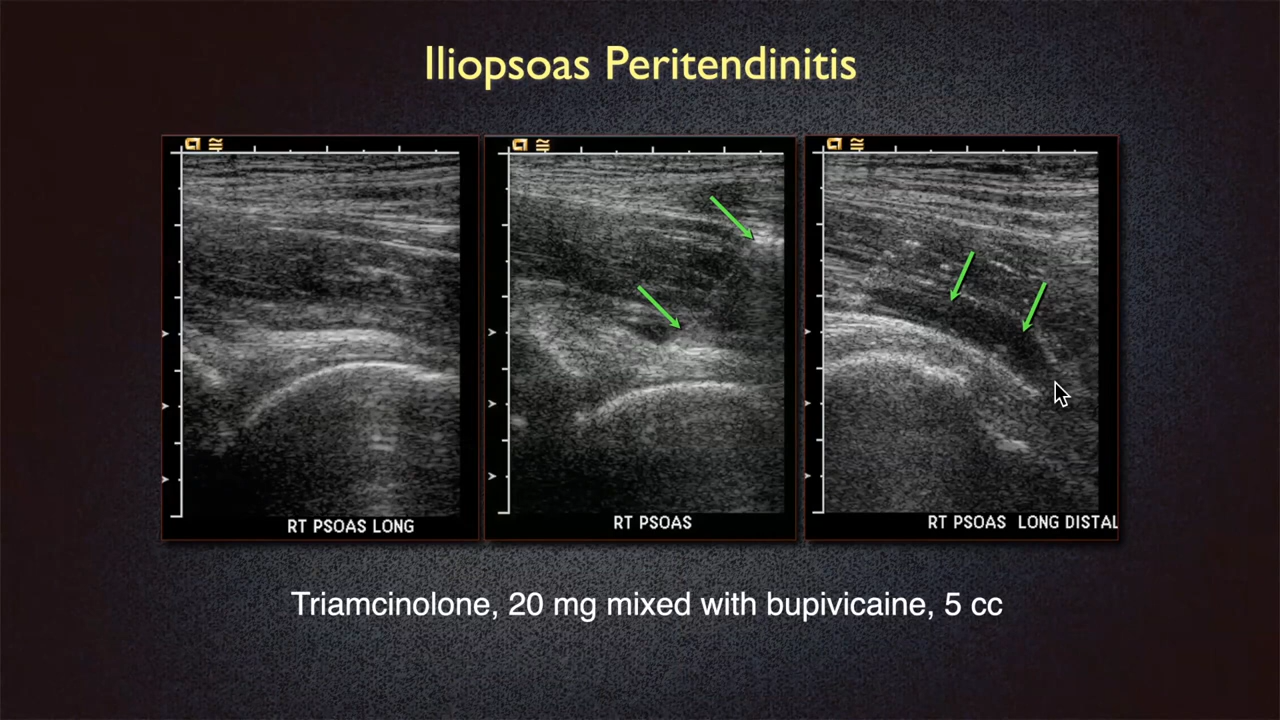 Iliopsoas Peritendinitis
RT PSOAS LONG
RT PSOAS
RT PSOAS LONG DISTAL
Triamcinolone, 20 mg mixed with bupivicaine, 5 cc